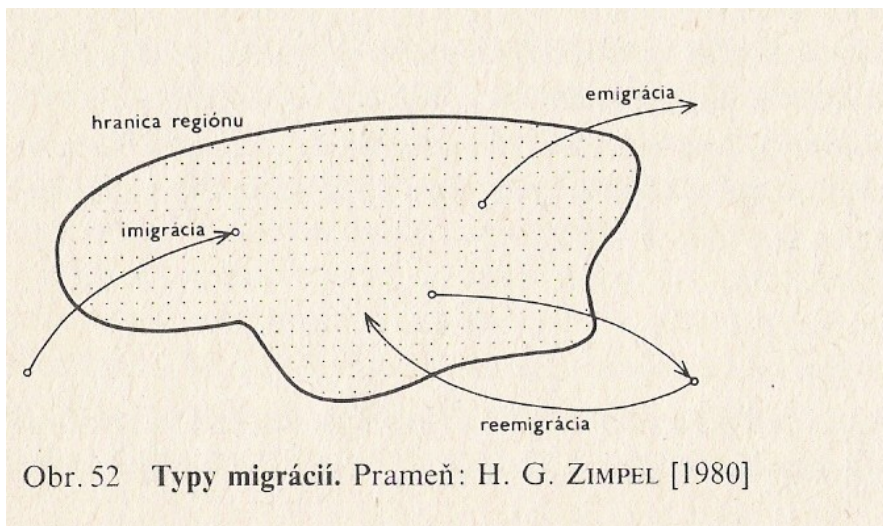 emigrácia
hranica regiónu
imigrácia
reemigrácia
Obr. 52 Typy migrácií. Prameň: H. G. ZIMPEL [1980]